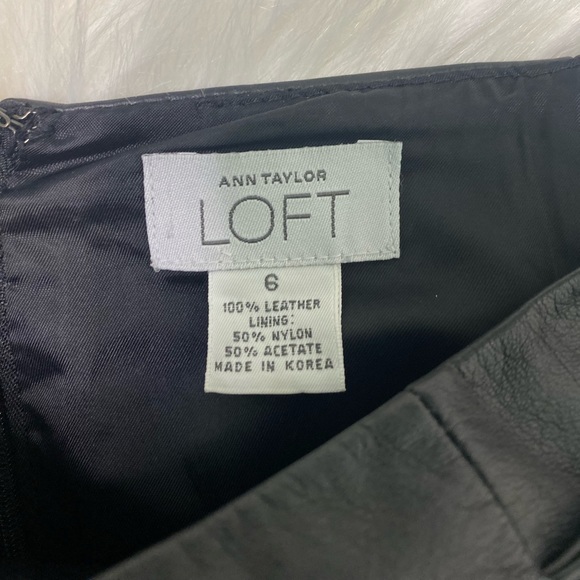 ANN TAYLOR
LOFT
6
100% LEATHER
LINING:
50% NYLON
50% ACETATE
MADE IN KOREA